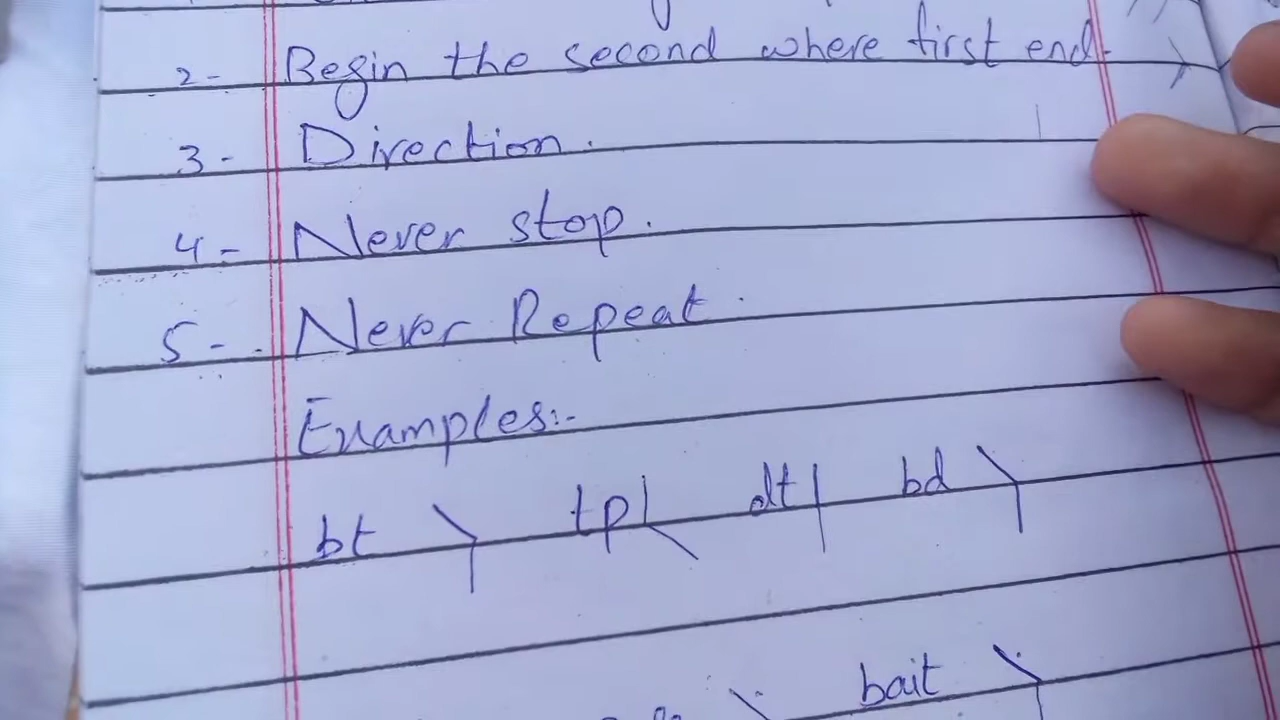 2- Begin the second where first end.
3- Direction.
4- Never stop.
5- Never Repeat.
Examples:-
bt tp dt bd
bait